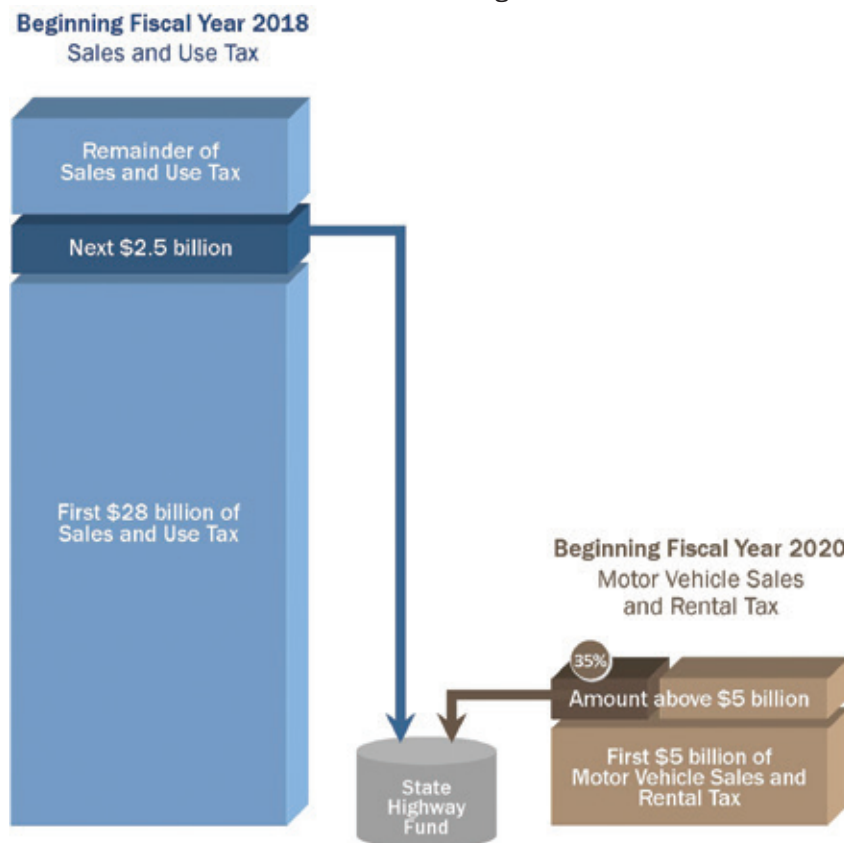 Beginning Fiscal Year 2018
Sales and Use Tax
Remainder of
Sales and Use Tax
Next $2.5 billion
First $28 billion of
Sales and Use Tax
Beginning Fiscal Year 2020
Motor Vehicle Sales
and Rental Tax
35%
Amount above $5 billion
First $5 billion of
Motor Vehicle Sales and
Rental Tax
State
Highway
Fund